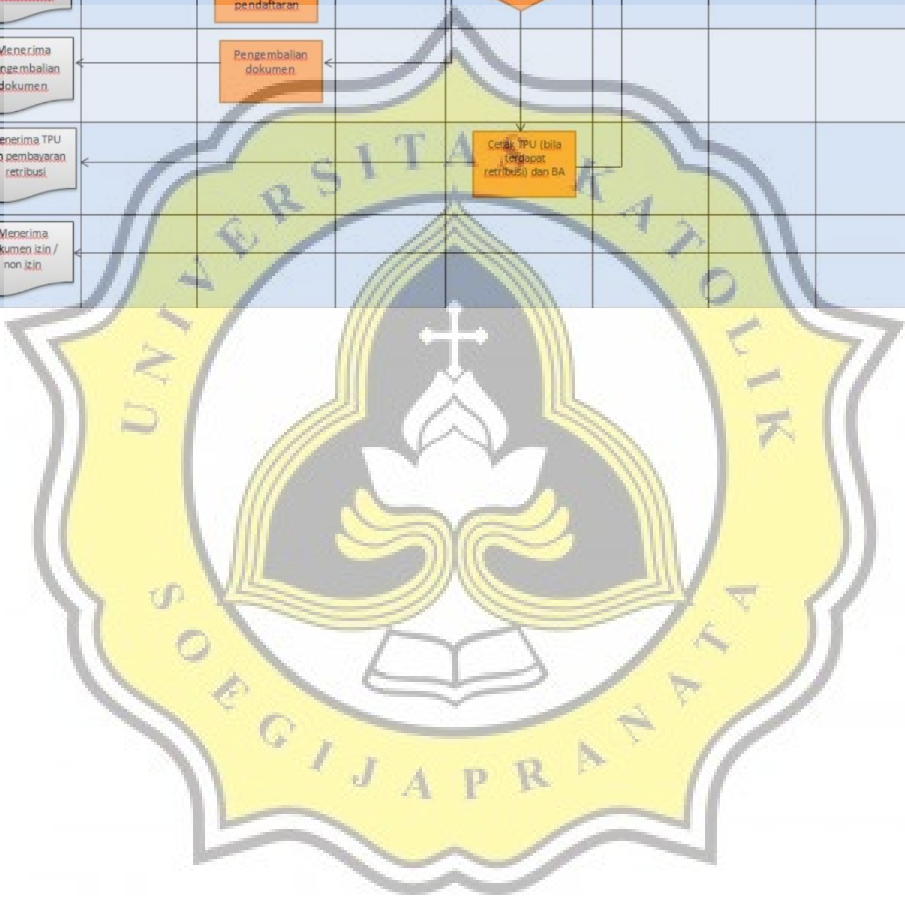 pendaftaran
Menerima
ngembalian
dokumen
Pengembalian
dokumen
enerima TPU
n pembayaran
retribusi
Cetak TPU (bila
terdapat
retribusi) dan BA
Menerima
kumen izin /
non izin
UNIVERSITAS KATOLIK
SOEGIJAPRANATA